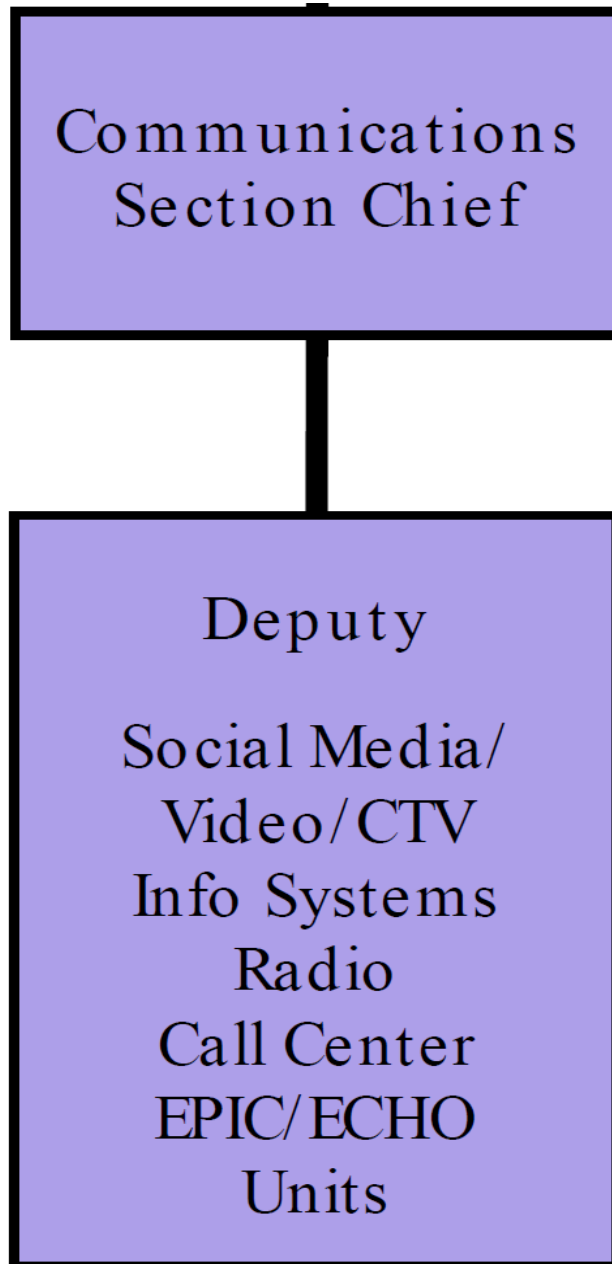 Communications
Section Chief
Deputy
Social Media/
Video/CTV
Info Systems
Radio
Call Center
EPIC/ECHO
Units